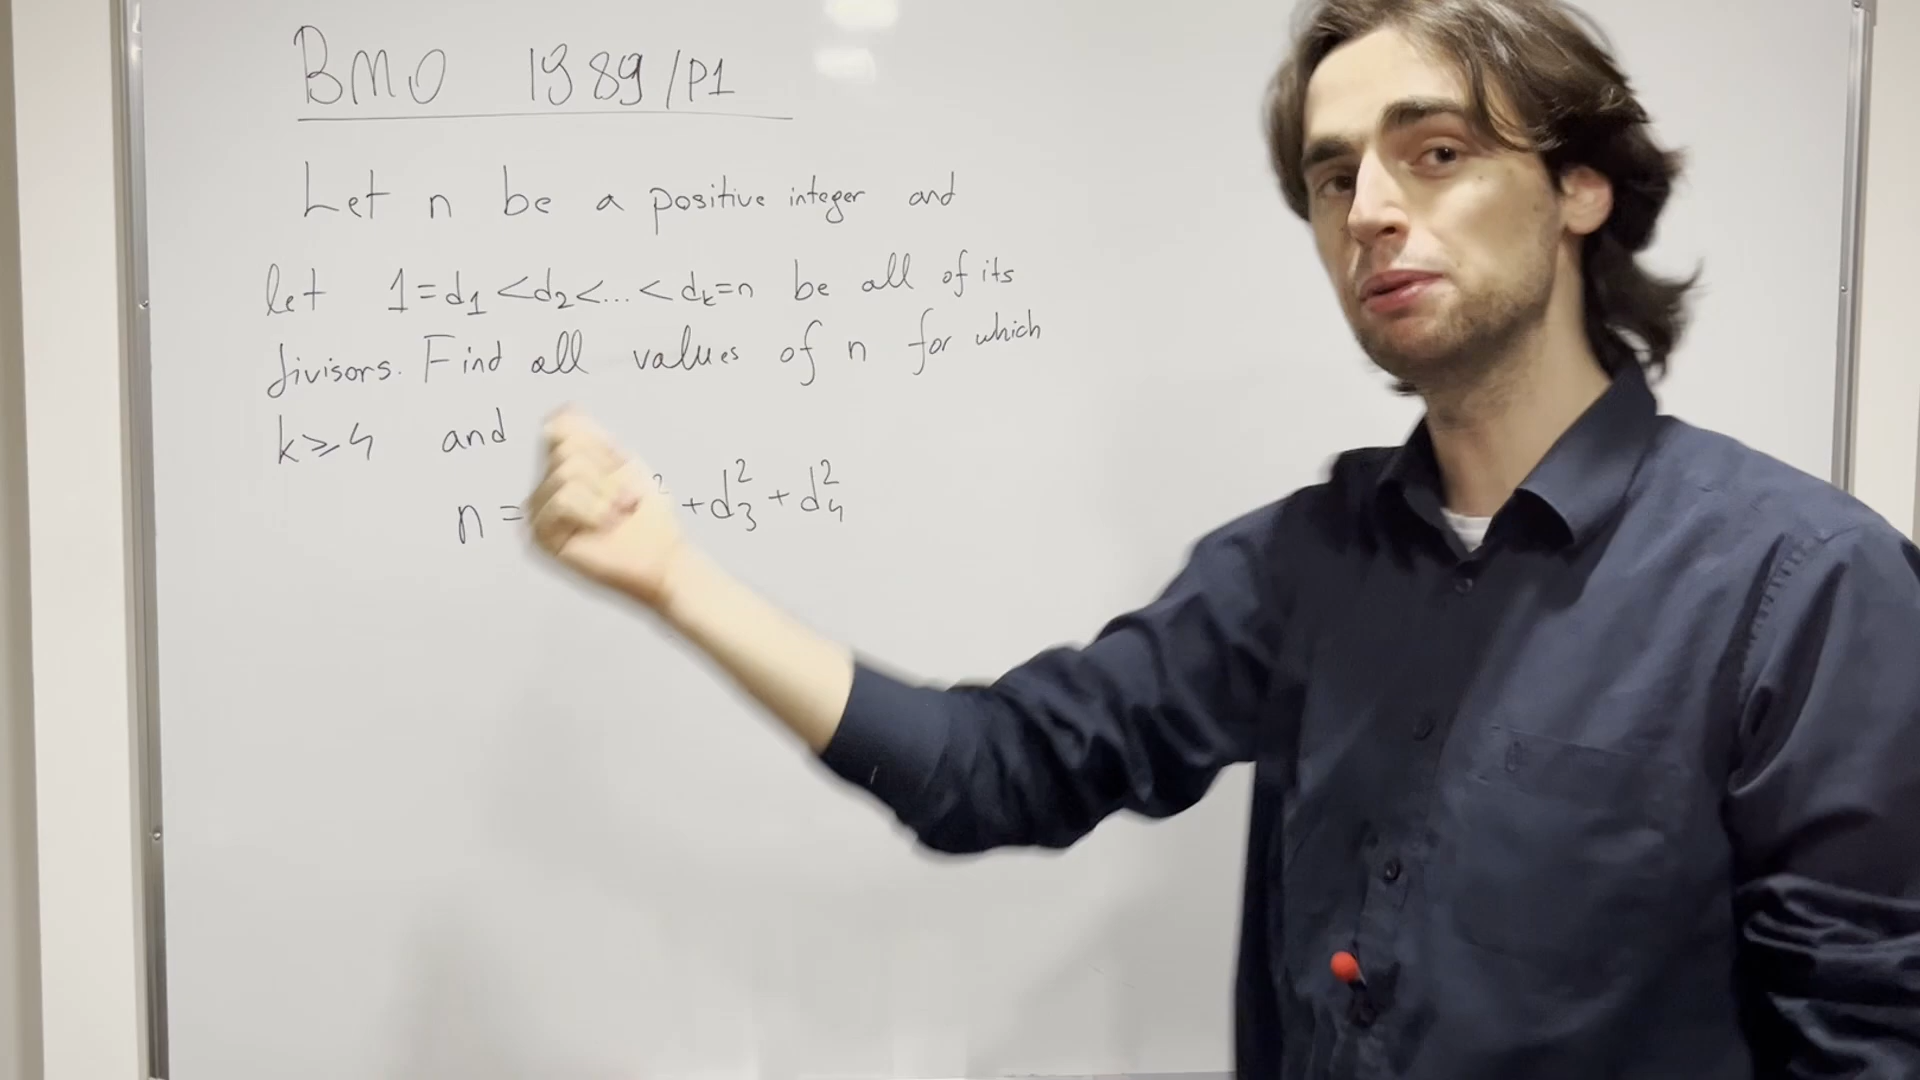 BMO 1989/P1
Let n be a positive integer and
let 1=d₁<d₂<...<dₖ=n be all of its
divisors. Find all values of n for which
k≥4 and
n= ² +d₃²+d₄²